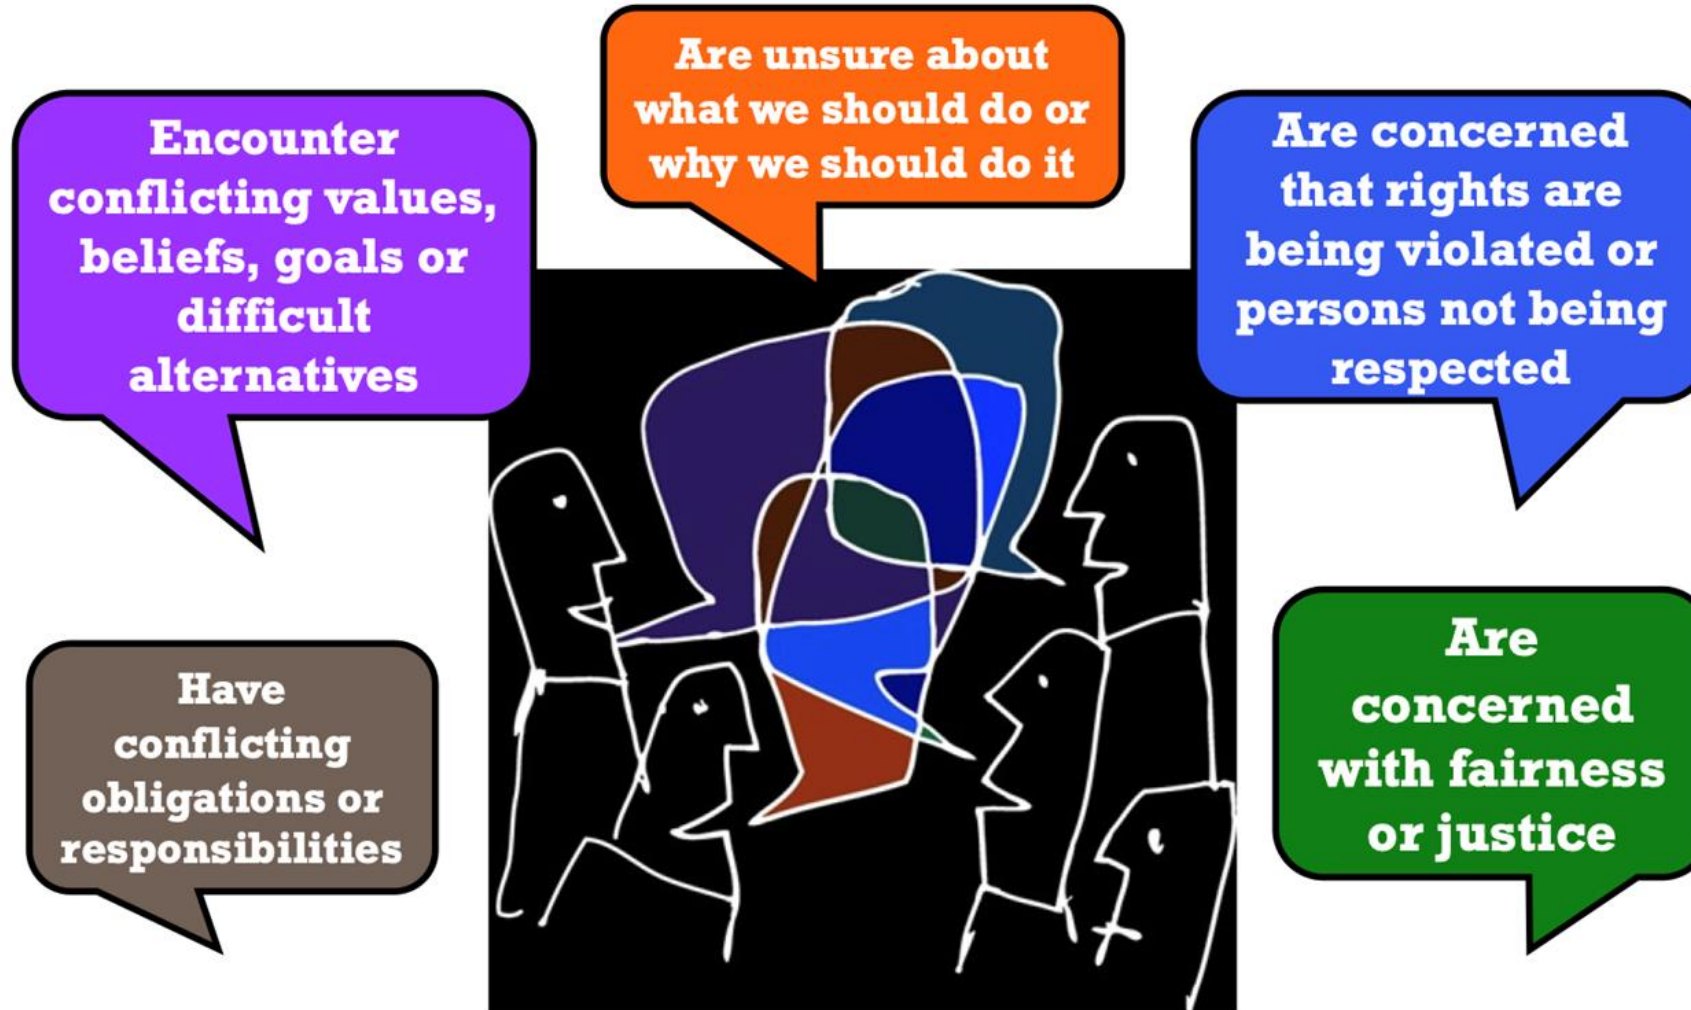 Encounter
conflicting values,
beliefs, goals or
difficult
alternatives
Are unsure about
what we should do or
why we should do it
Are concerned
that rights are
being violated or
persons not being
respected
Have
conflicting
obligations or
responsibilities
Are
concerned
with fairness
or justice